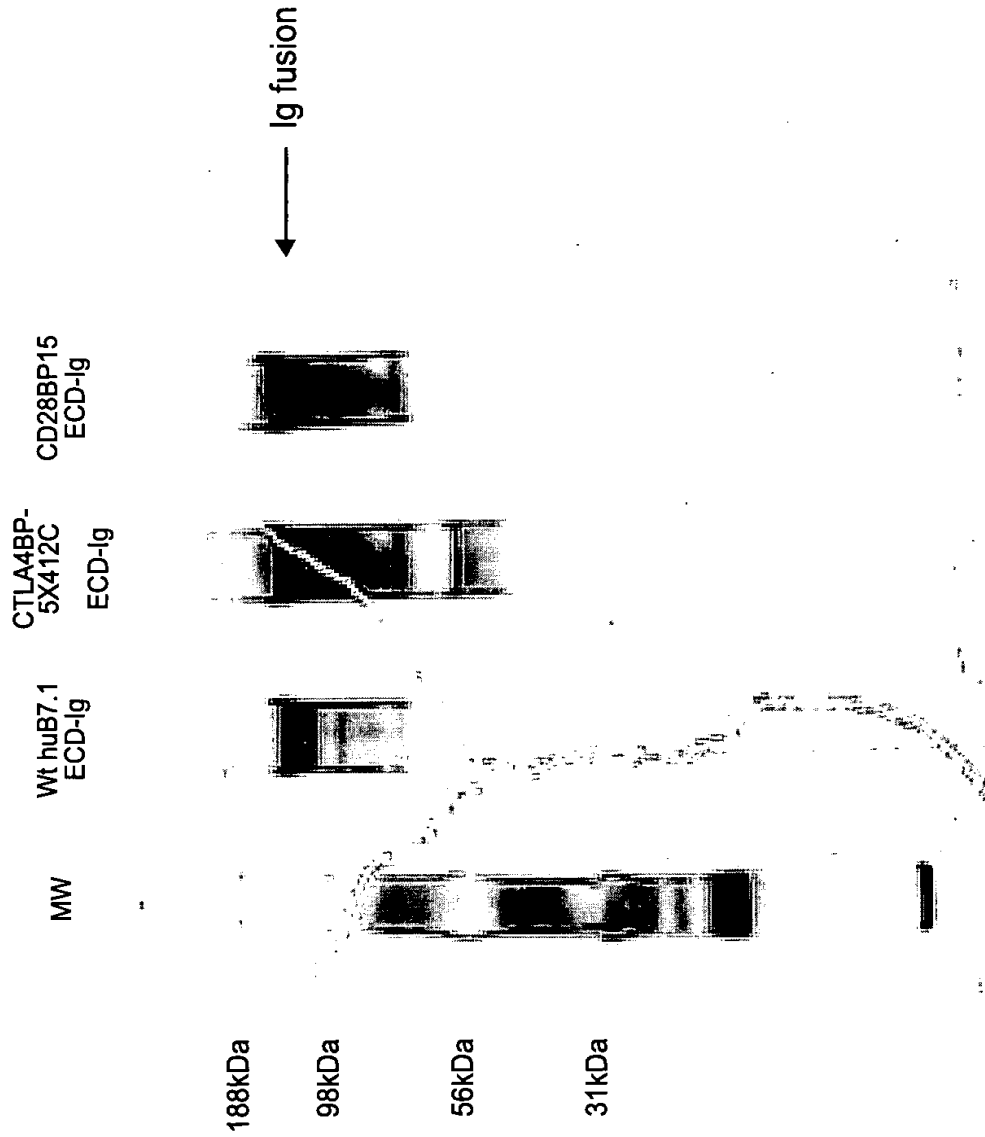 MW
Wt huB7.1
ECD-Ig
CTLA4BP-
5X412C
ECD-Ig
CD28BP15
ECD-Ig
Ig fusion
188kDa
98kDa
56kDa
31kDa